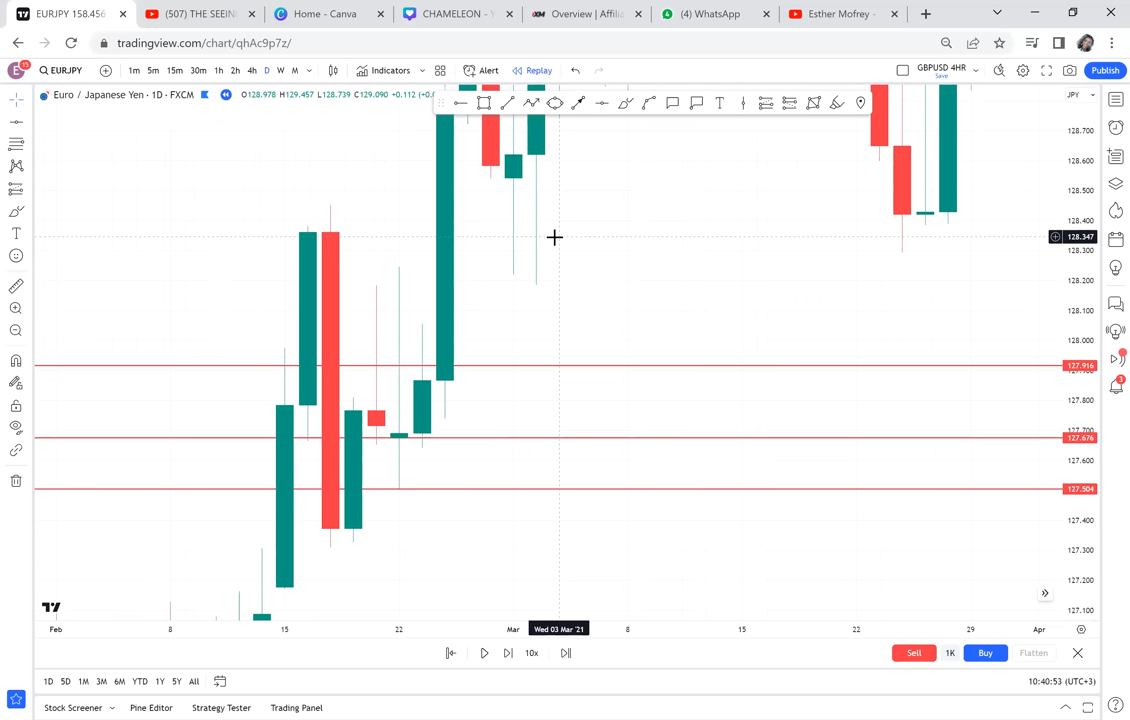 EURJPY 158.456
(507) THE SEEIN
Home - Canva
CHAMELEON - Y
Overview | Affilia
(4) WhatsApp
Esther Mofrey -
tradingview.com/chart/qhAc9p7z/
E 15 EURJPY 1m 5m 15m 30m 1h 2h 4h D W M Indicators Alert Replay GBPUSD 4HR Save Publish
Euro / Japanese Yen · 1D · FXCM O128.978 H129.457 L128.739 C129.090 +0.112 (+0. JPY
128.700
128.600
128.500
128.400
128.347
128.300
128.200
128.100
128.000
127.916
127.800
127.676
127.600
127.504
127.400
127.300
127.200
127.100
3
Feb 8 15 22 Mar Wed 03 Mar '21 8 15 22 29 Apr
10x Sell 1K Buy Flatten
1D 5D 1M 3M 6M YTD 1Y 5Y All 10:40:53 (UTC+3)
Stock Screener Pine Editor Strategy Tester Trading Panel